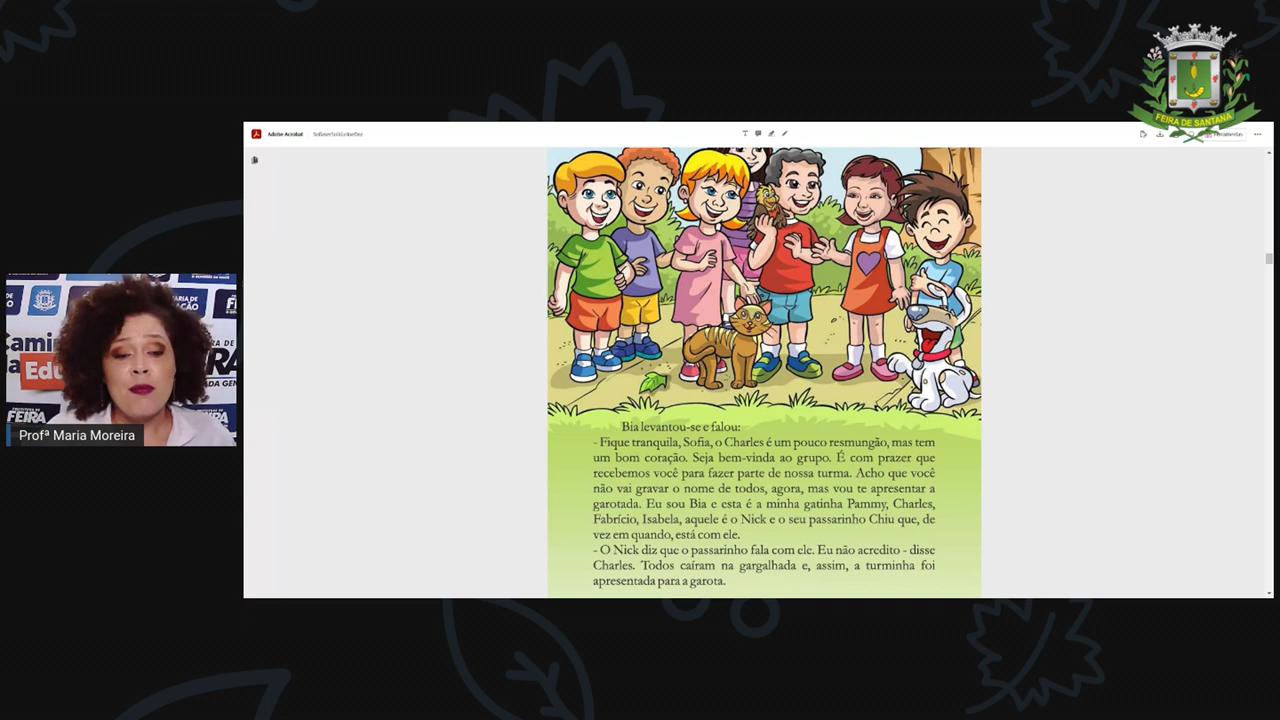 FEIRA DE SANTANA
Adobe Acrobat
Ferramentas
Bia levantou-se e falou:
- Fique tranquila, Sofia, o Charles é um pouco resmungão, mas tem
um bom coração. Seja bem-vinda ao grupo. É com prazer que
recebemos você para fazer parte de nossa turma. Acho que você
não vai gravar o nome de todos, agora, mas vou te apresentar a
garotada. Eu sou Bia e esta é a minha gatinha Pammy, Charles,
Fabrício, Isabela, aquele é o Nick e o seu passarinho Chiu que, de
vez em quando, está com ele.
- O Nick diz que o passarinho fala com ele. Eu não acredito - disse
Charles. Todos caíram na gargalhada e, assim, a turminha foi
apresentada para a garota.
Cami
Edu
FEIRA
Profª Maria Moreira